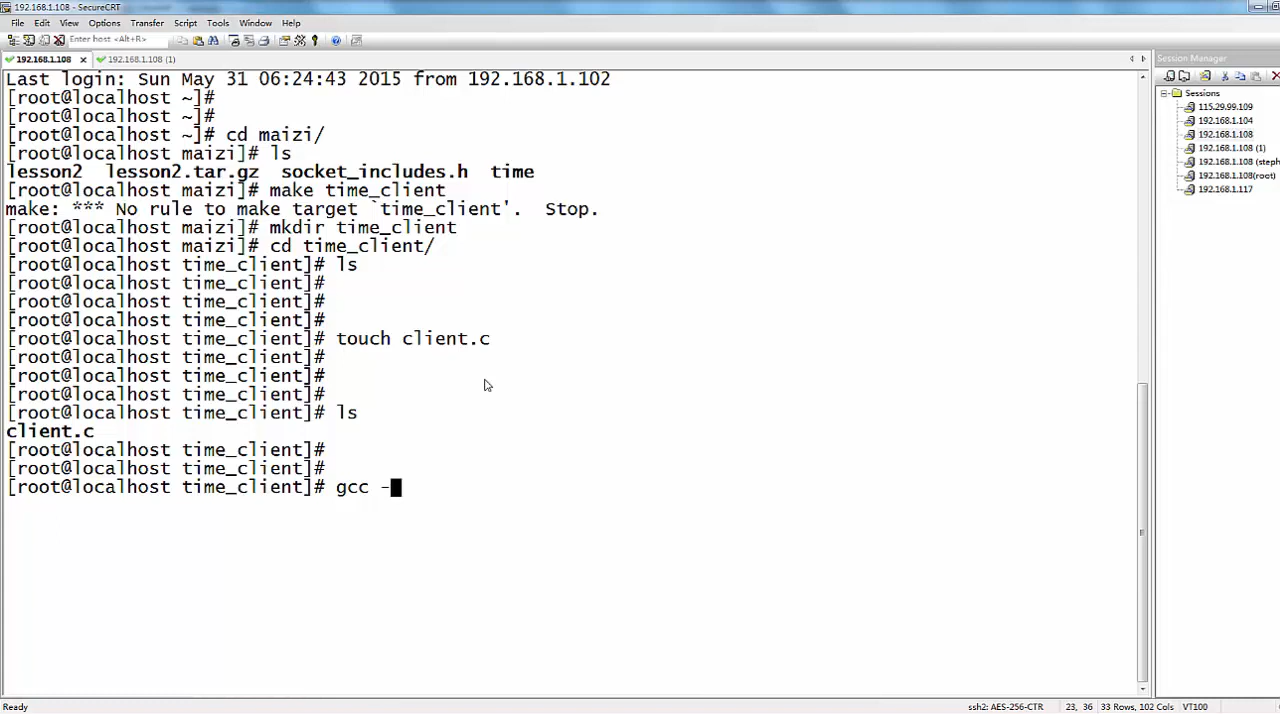 192.168.1.108 - SecureCRT
File Edit View Options Transfer Script Tools Window Help
Enter host <Alt+R>
192.168.1.108 192.168.1.108 (1)
Session Manager
Last login: Sun May 31 06:24:43 2015 from 192.168.1.102
[root@localhost ~]#
[root@localhost ~]#
[root@localhost ~]# cd maizi/
[root@localhost maizi]# ls
lesson2 lesson2.tar.gz socket_includes.h time
[root@localhost maizi]# make time_client
make: *** No rule to make target `time_client'. Stop.
[root@localhost maizi]# mkdir time_client
[root@localhost maizi]# cd time_client/
[root@localhost time_client]# ls
[root@localhost time_client]#
[root@localhost time_client]#
[root@localhost time_client]#
[root@localhost time_client]# touch client.c
[root@localhost time_client]#
[root@localhost time_client]#
[root@localhost time_client]#
[root@localhost time_client]# ls
client.c
[root@localhost time_client]#
[root@localhost time_client]#
[root@localhost time_client]# gcc -
Sessions
115.29.99.109
192.168.1.104
192.168.1.108
192.168.1.108 (1)
192.168.1.108 (steph
192.168.1.108(root)
192.168.1.117
Ready
ssh2: AES-256-CTR 23, 36 33 Rows, 102 Cols VT100